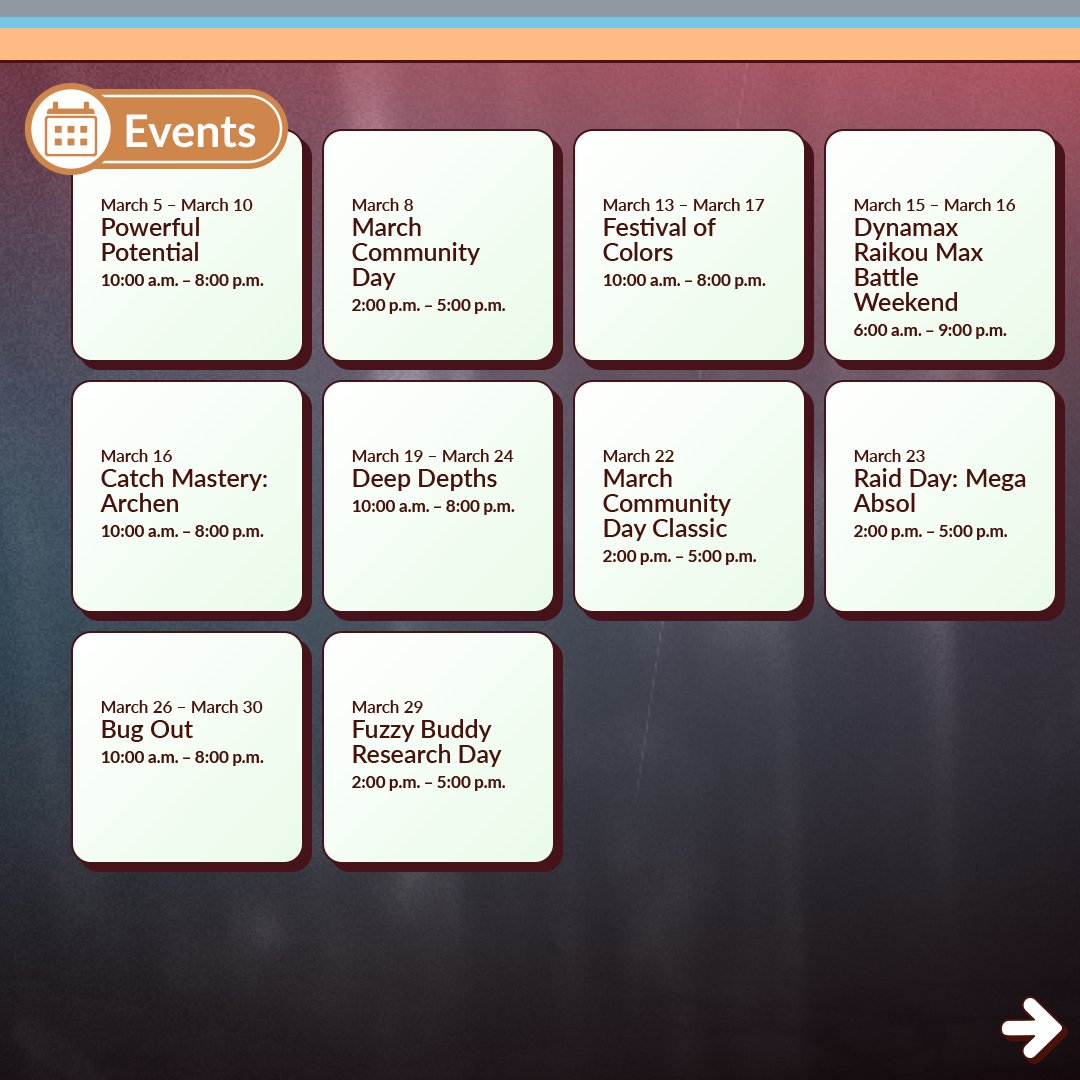 Events
March 5 – March 10
Powerful
Potential
10:00 a.m. – 8:00 p.m.
March 8
March
Community
Day
2:00 p.m. – 5:00 p.m.
March 13 – March 17
Festival of
Colors
10:00 a.m. – 8:00 p.m.
March 15 – March 16
Dynamax
Raikou Max
Battle
Weekend
6:00 a.m. – 9:00 p.m.
March 16
Catch Mastery:
Archen
10:00 a.m. – 8:00 p.m.
March 19 – March 24
Deep Depths
10:00 a.m. – 8:00 p.m.
March 22
March
Community
Day Classic
2:00 p.m. – 5:00 p.m.
March 23
Raid Day: Mega
Absol
2:00 p.m. – 5:00 p.m.
March 26 – March 30
Bug Out
10:00 a.m. – 8:00 p.m.
March 29
Fuzzy Buddy
Research Day
2:00 p.m. – 5:00 p.m.